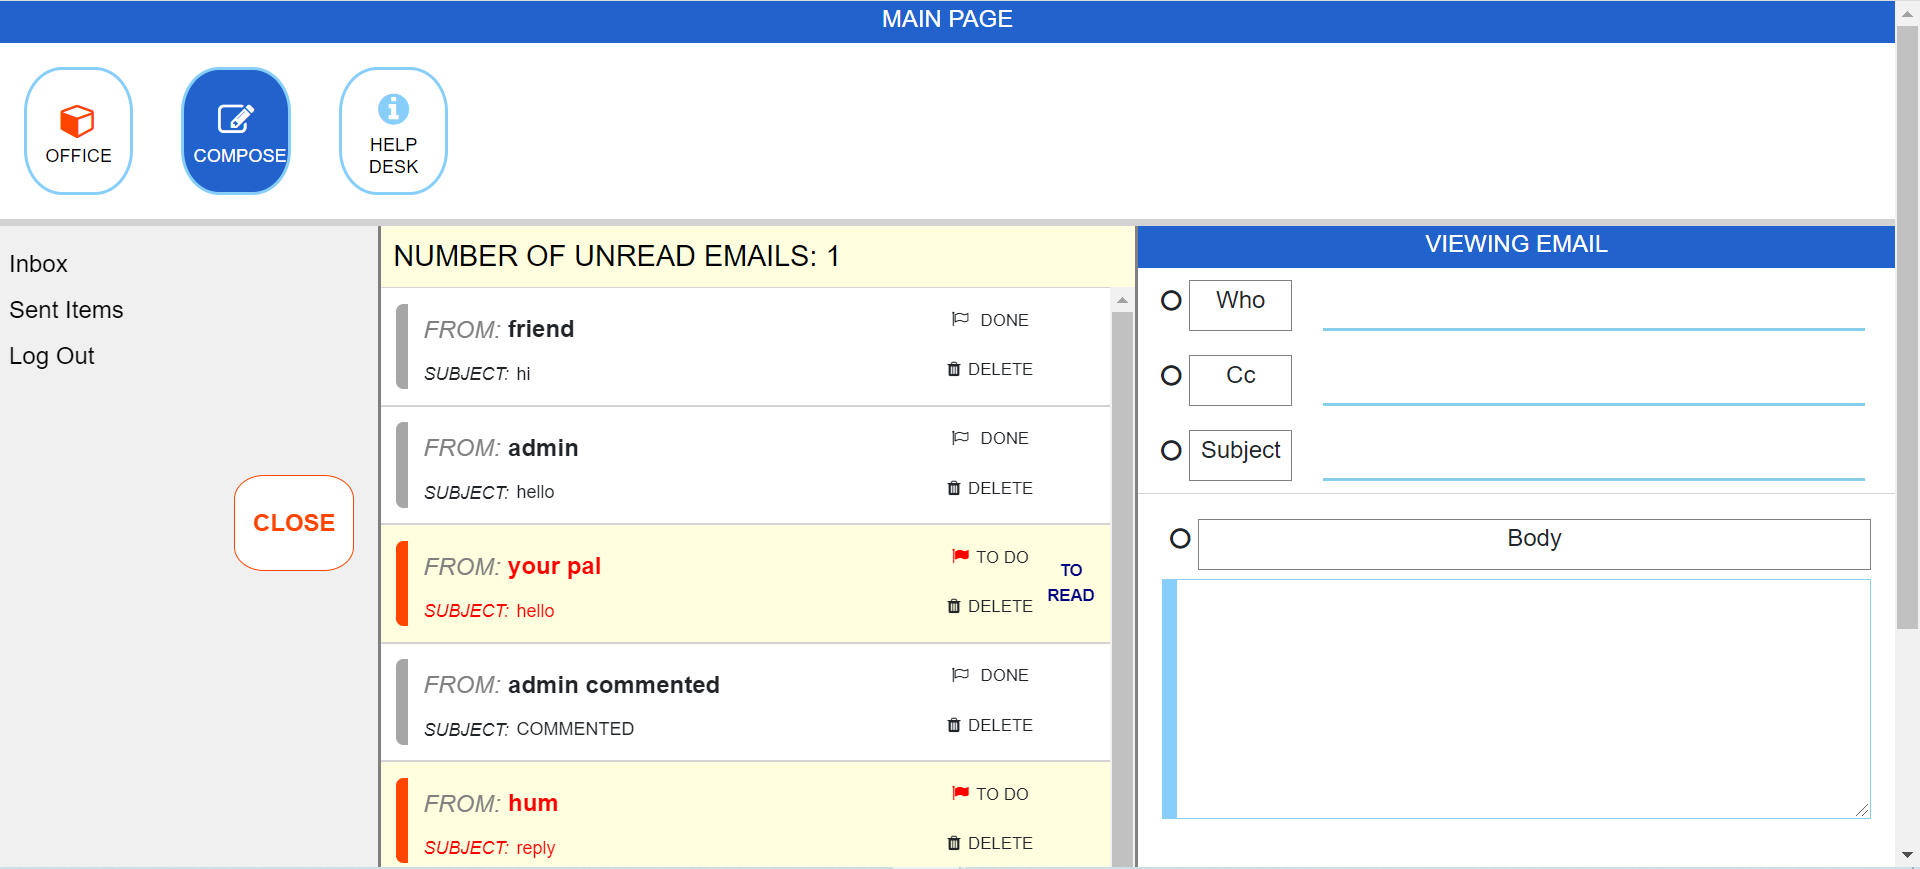 MAIN PAGE
OFFICE
COMPOSE
HELP
DESK
Inbox
Sent Items
Log Out
CLOSE
NUMBER OF UNREAD EMAILS: 1
FROM: friend
DONE
SUBJECT: hi
DELETE
FROM: admin
DONE
SUBJECT: hello
DELETE
FROM: your pal
TO DO
SUBJECT: hello
DELETE
TO
READ
FROM: admin commented
DONE
SUBJECT: COMMENTED
DELETE
FROM: hum
TO DO
SUBJECT: reply
DELETE
VIEWING EMAIL
Who
Cc
Subject
Body